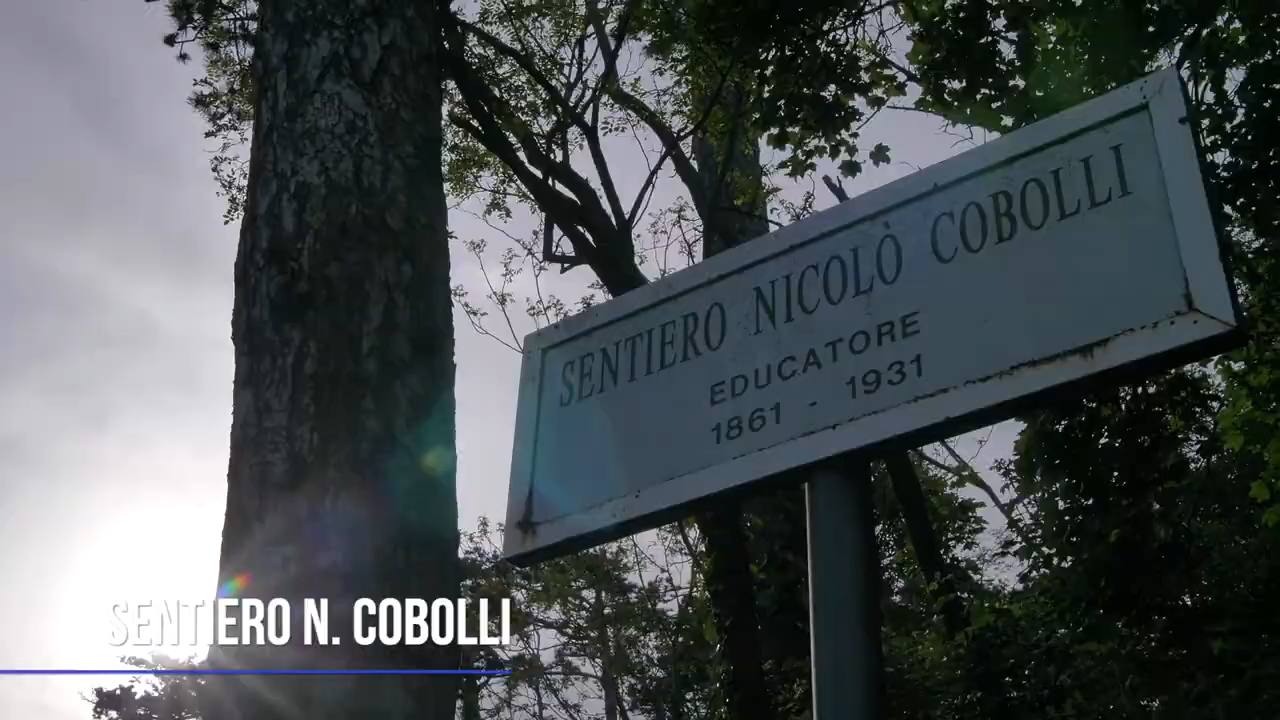 SENTIERO NICOLÒ COBOLLI
EDUCATORE
1861 - 1931
SENTIERO N. COBOLLI